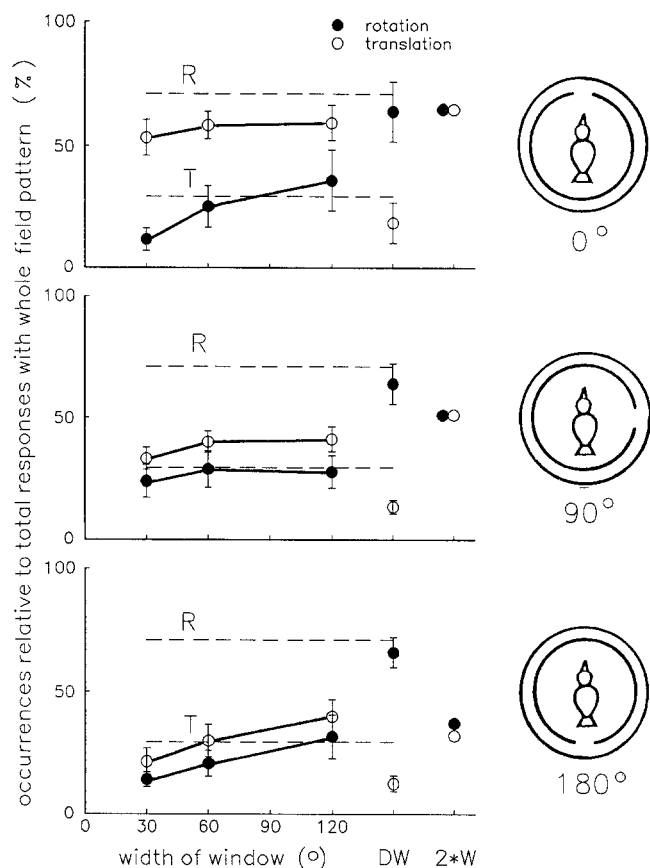 occurrences relative to total responses with whole field pattern (%)
● rotation
○ translation
100
50
0
R
T
0°
100
50
0
R
90°
100
50
0
R
T
180°
0 30 60 90 120 DW 2*W
width of window (°)